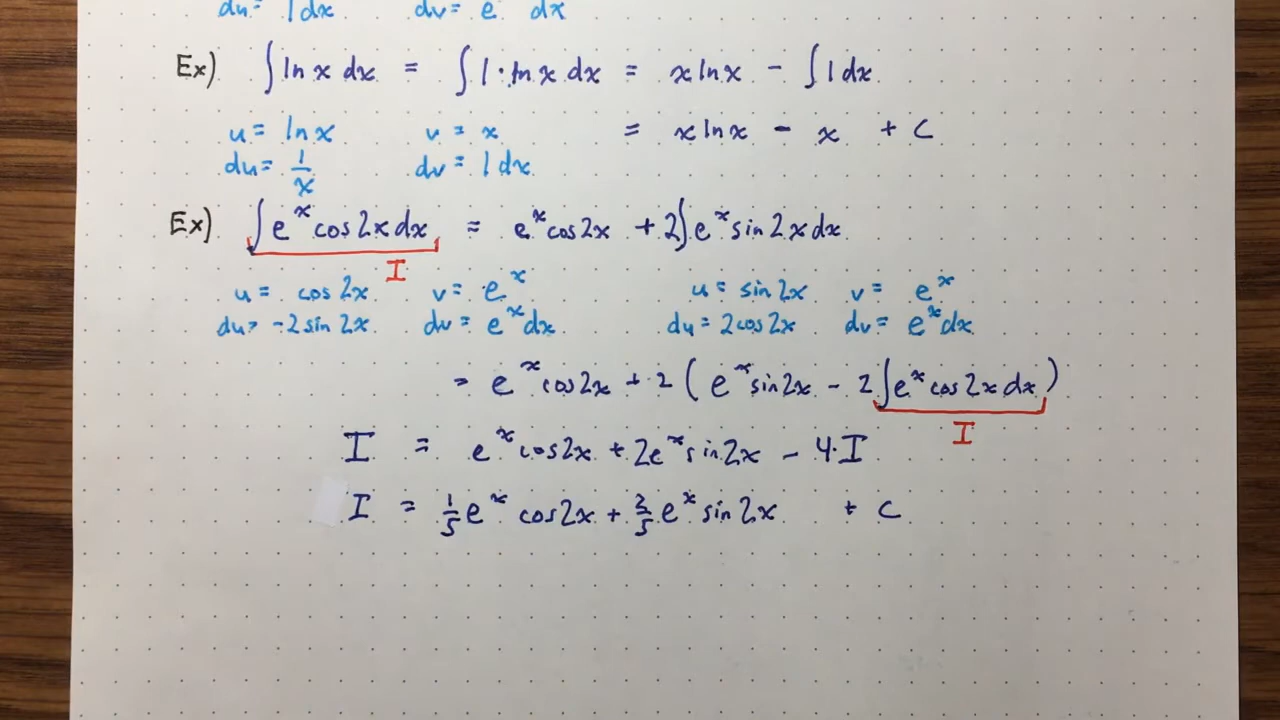 du = 1dx dv = e dx
Ex) ∫ ln x dx = ∫ 1 · ln x dx = x ln x - ∫ 1 dx
u = ln x v = x = x ln x - x + C
du = 1/x dv = 1 dx
Ex) ∫ e^x cos 2x dx = e^x cos 2x + 2∫ e^x sin 2x dx
I
u = cos 2x v = e^x u = sin 2x v = e^x
du = -2 sin 2x dv = e^x dx du = 2 cos 2x dv = e^x dx
= e^x cos 2x + 2 ( e^x sin 2x - 2 ∫ e^x cos 2x dx )
I
I = e^x cos 2x + 2e^x sin 2x - 4·I
I = 1/5 e^x cos 2x + 2/5 e^x sin 2x + C